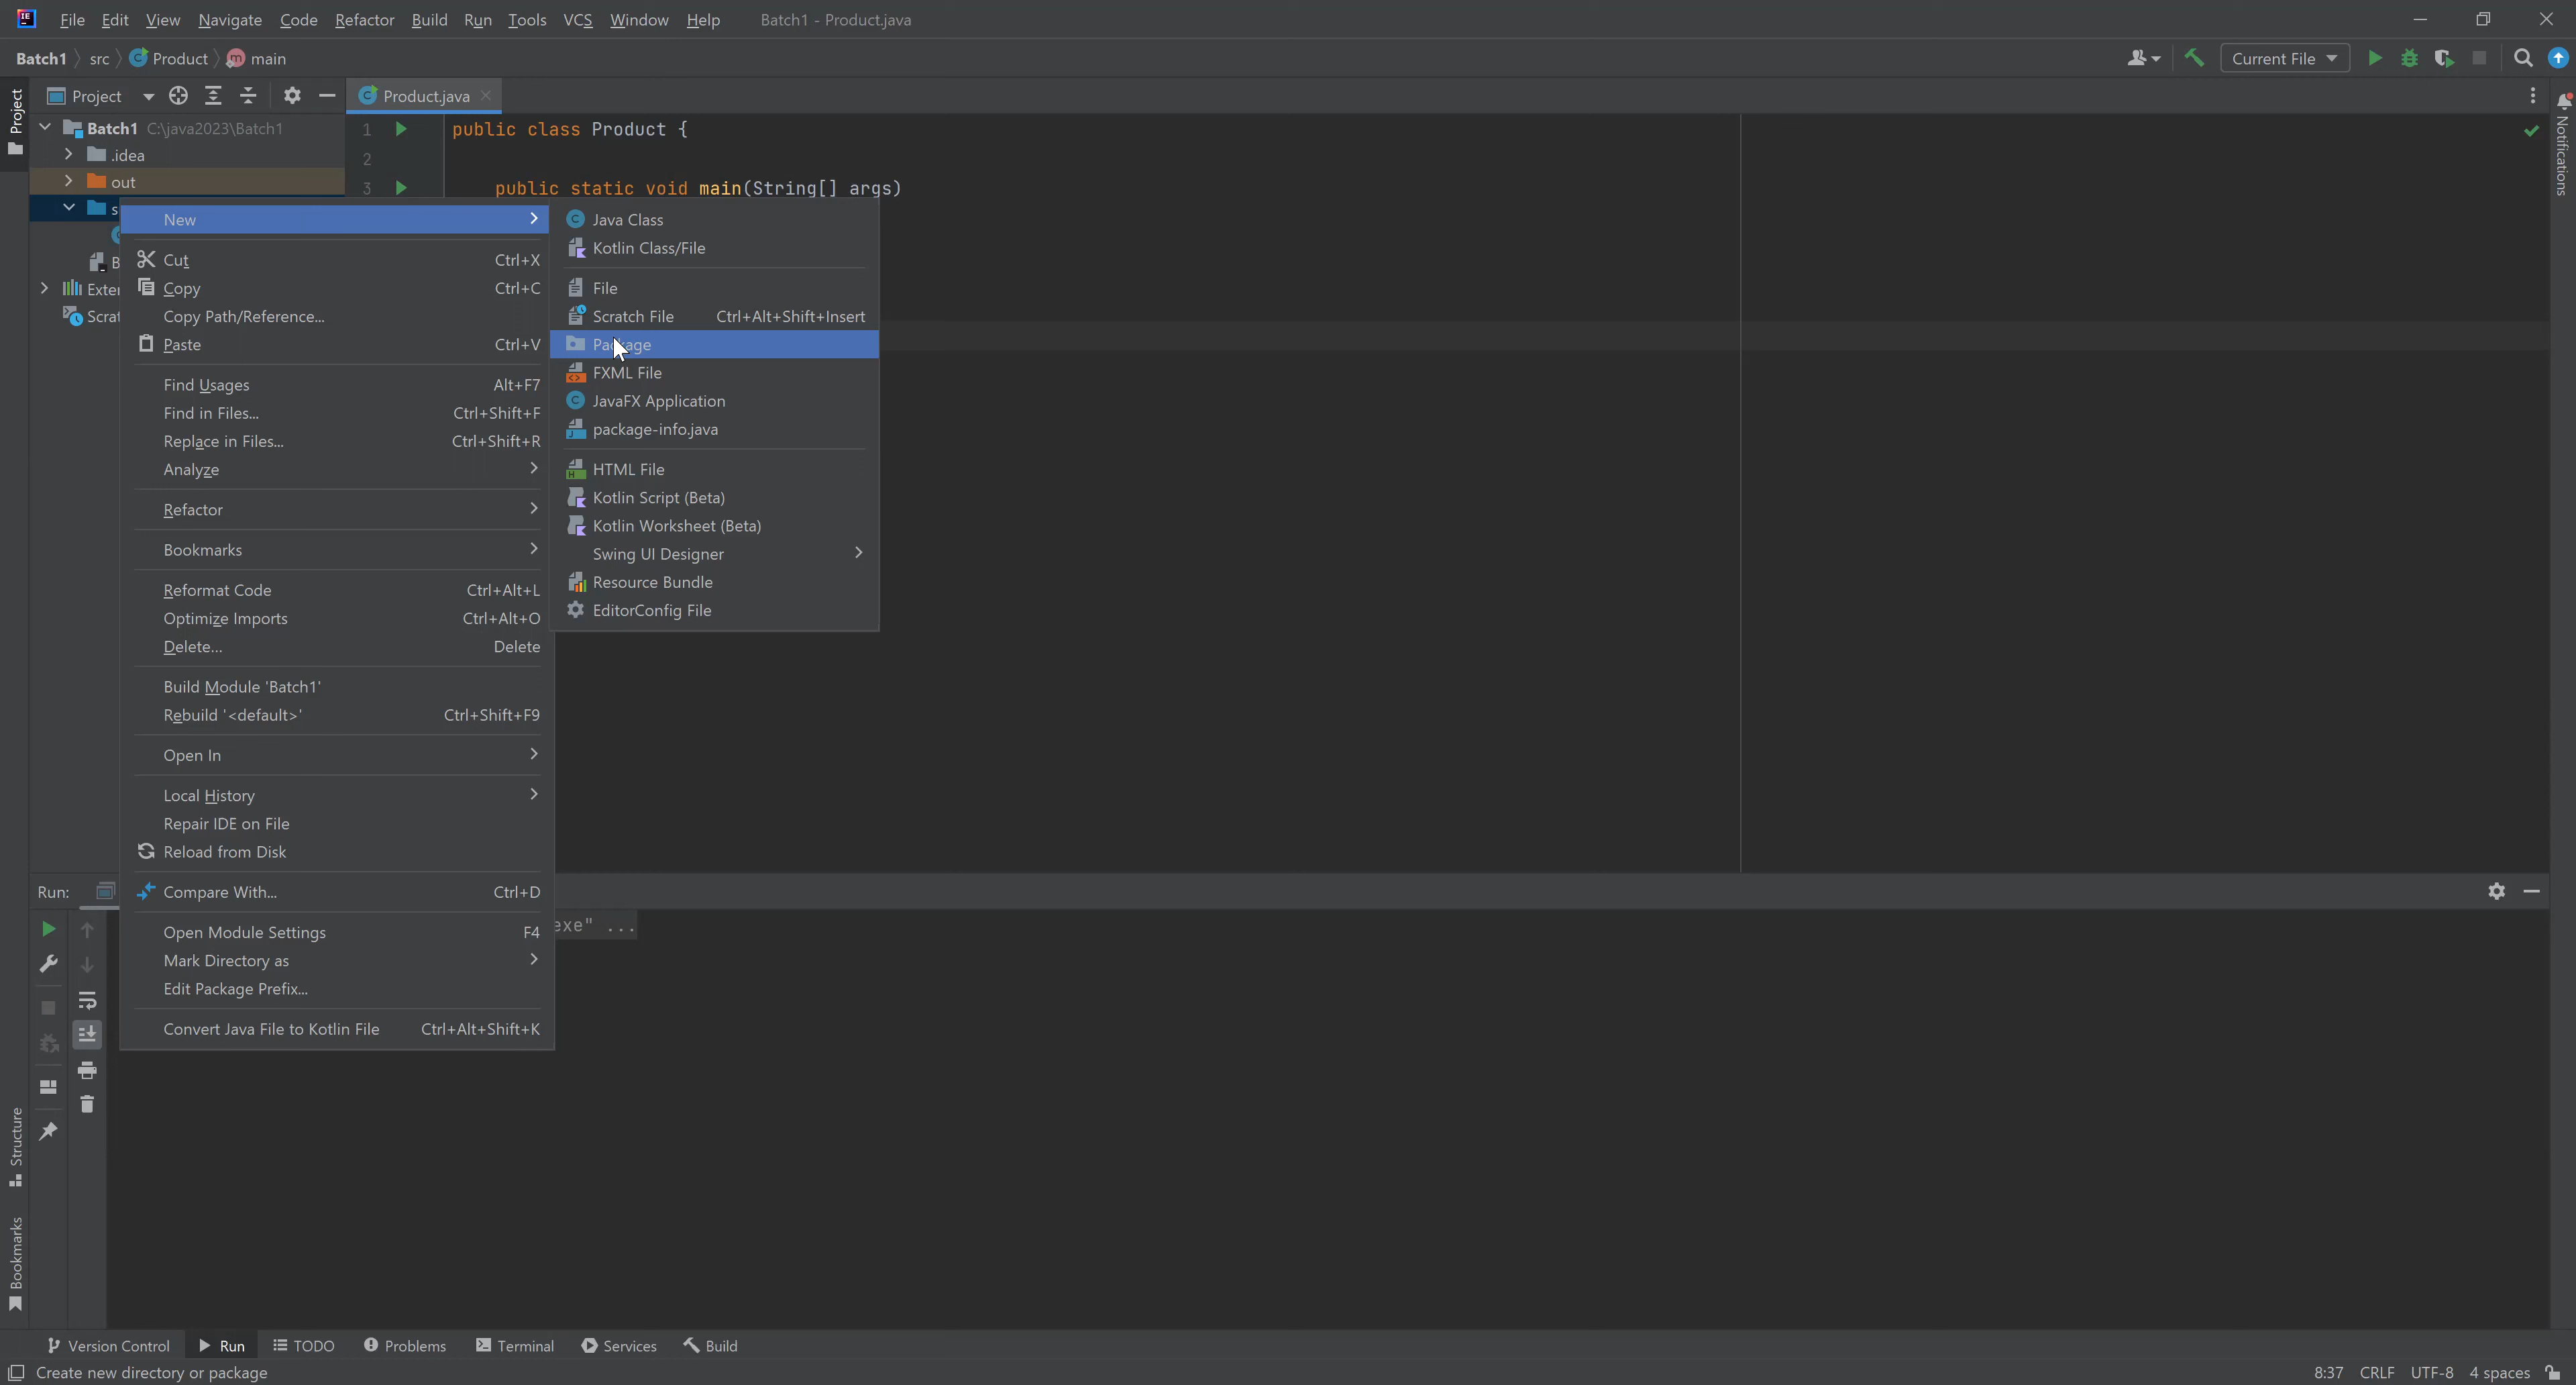 File Edit View Navigate Code Refactor Build Run Tools VCS Window Help Batch1 - Product.java
Batch1 src Product main
Current File
Project
Project
Product.java
Batch1 C:\java2023\Batch1
.idea
out
1 public class Product {
2
3 public static void main(String[] args)
New
Cut Ctrl+X
Copy Ctrl+C
Copy Path/Reference...
Paste Ctrl+V
Find Usages Alt+F7
Find in Files... Ctrl+Shift+F
Replace in Files... Ctrl+Shift+R
Analyze
Refactor
Bookmarks
Reformat Code Ctrl+Alt+L
Optimize Imports Ctrl+Alt+O
Delete... Delete
Build Module 'Batch1'
Rebuild '<default>' Ctrl+Shift+F9
Open In
Local History
Repair IDE on File
Reload from Disk
Compare With... Ctrl+D
Open Module Settings F4
Mark Directory as
Edit Package Prefix...
Convert Java File to Kotlin File Ctrl+Alt+Shift+K
Java Class
Kotlin Class/File
File
Scratch File Ctrl+Alt+Shift+Insert
Package
FXML File
JavaFX Application
package-info.java
HTML File
Kotlin Script (Beta)
Kotlin Worksheet (Beta)
Swing UI Designer
Resource Bundle
EditorConfig File
Notifications
Run:
exe" ...
Structure
Bookmarks
Version Control Run TODO Problems Terminal Services Build
Create new directory or package
8:37 CRLF UTF-8 4 spaces